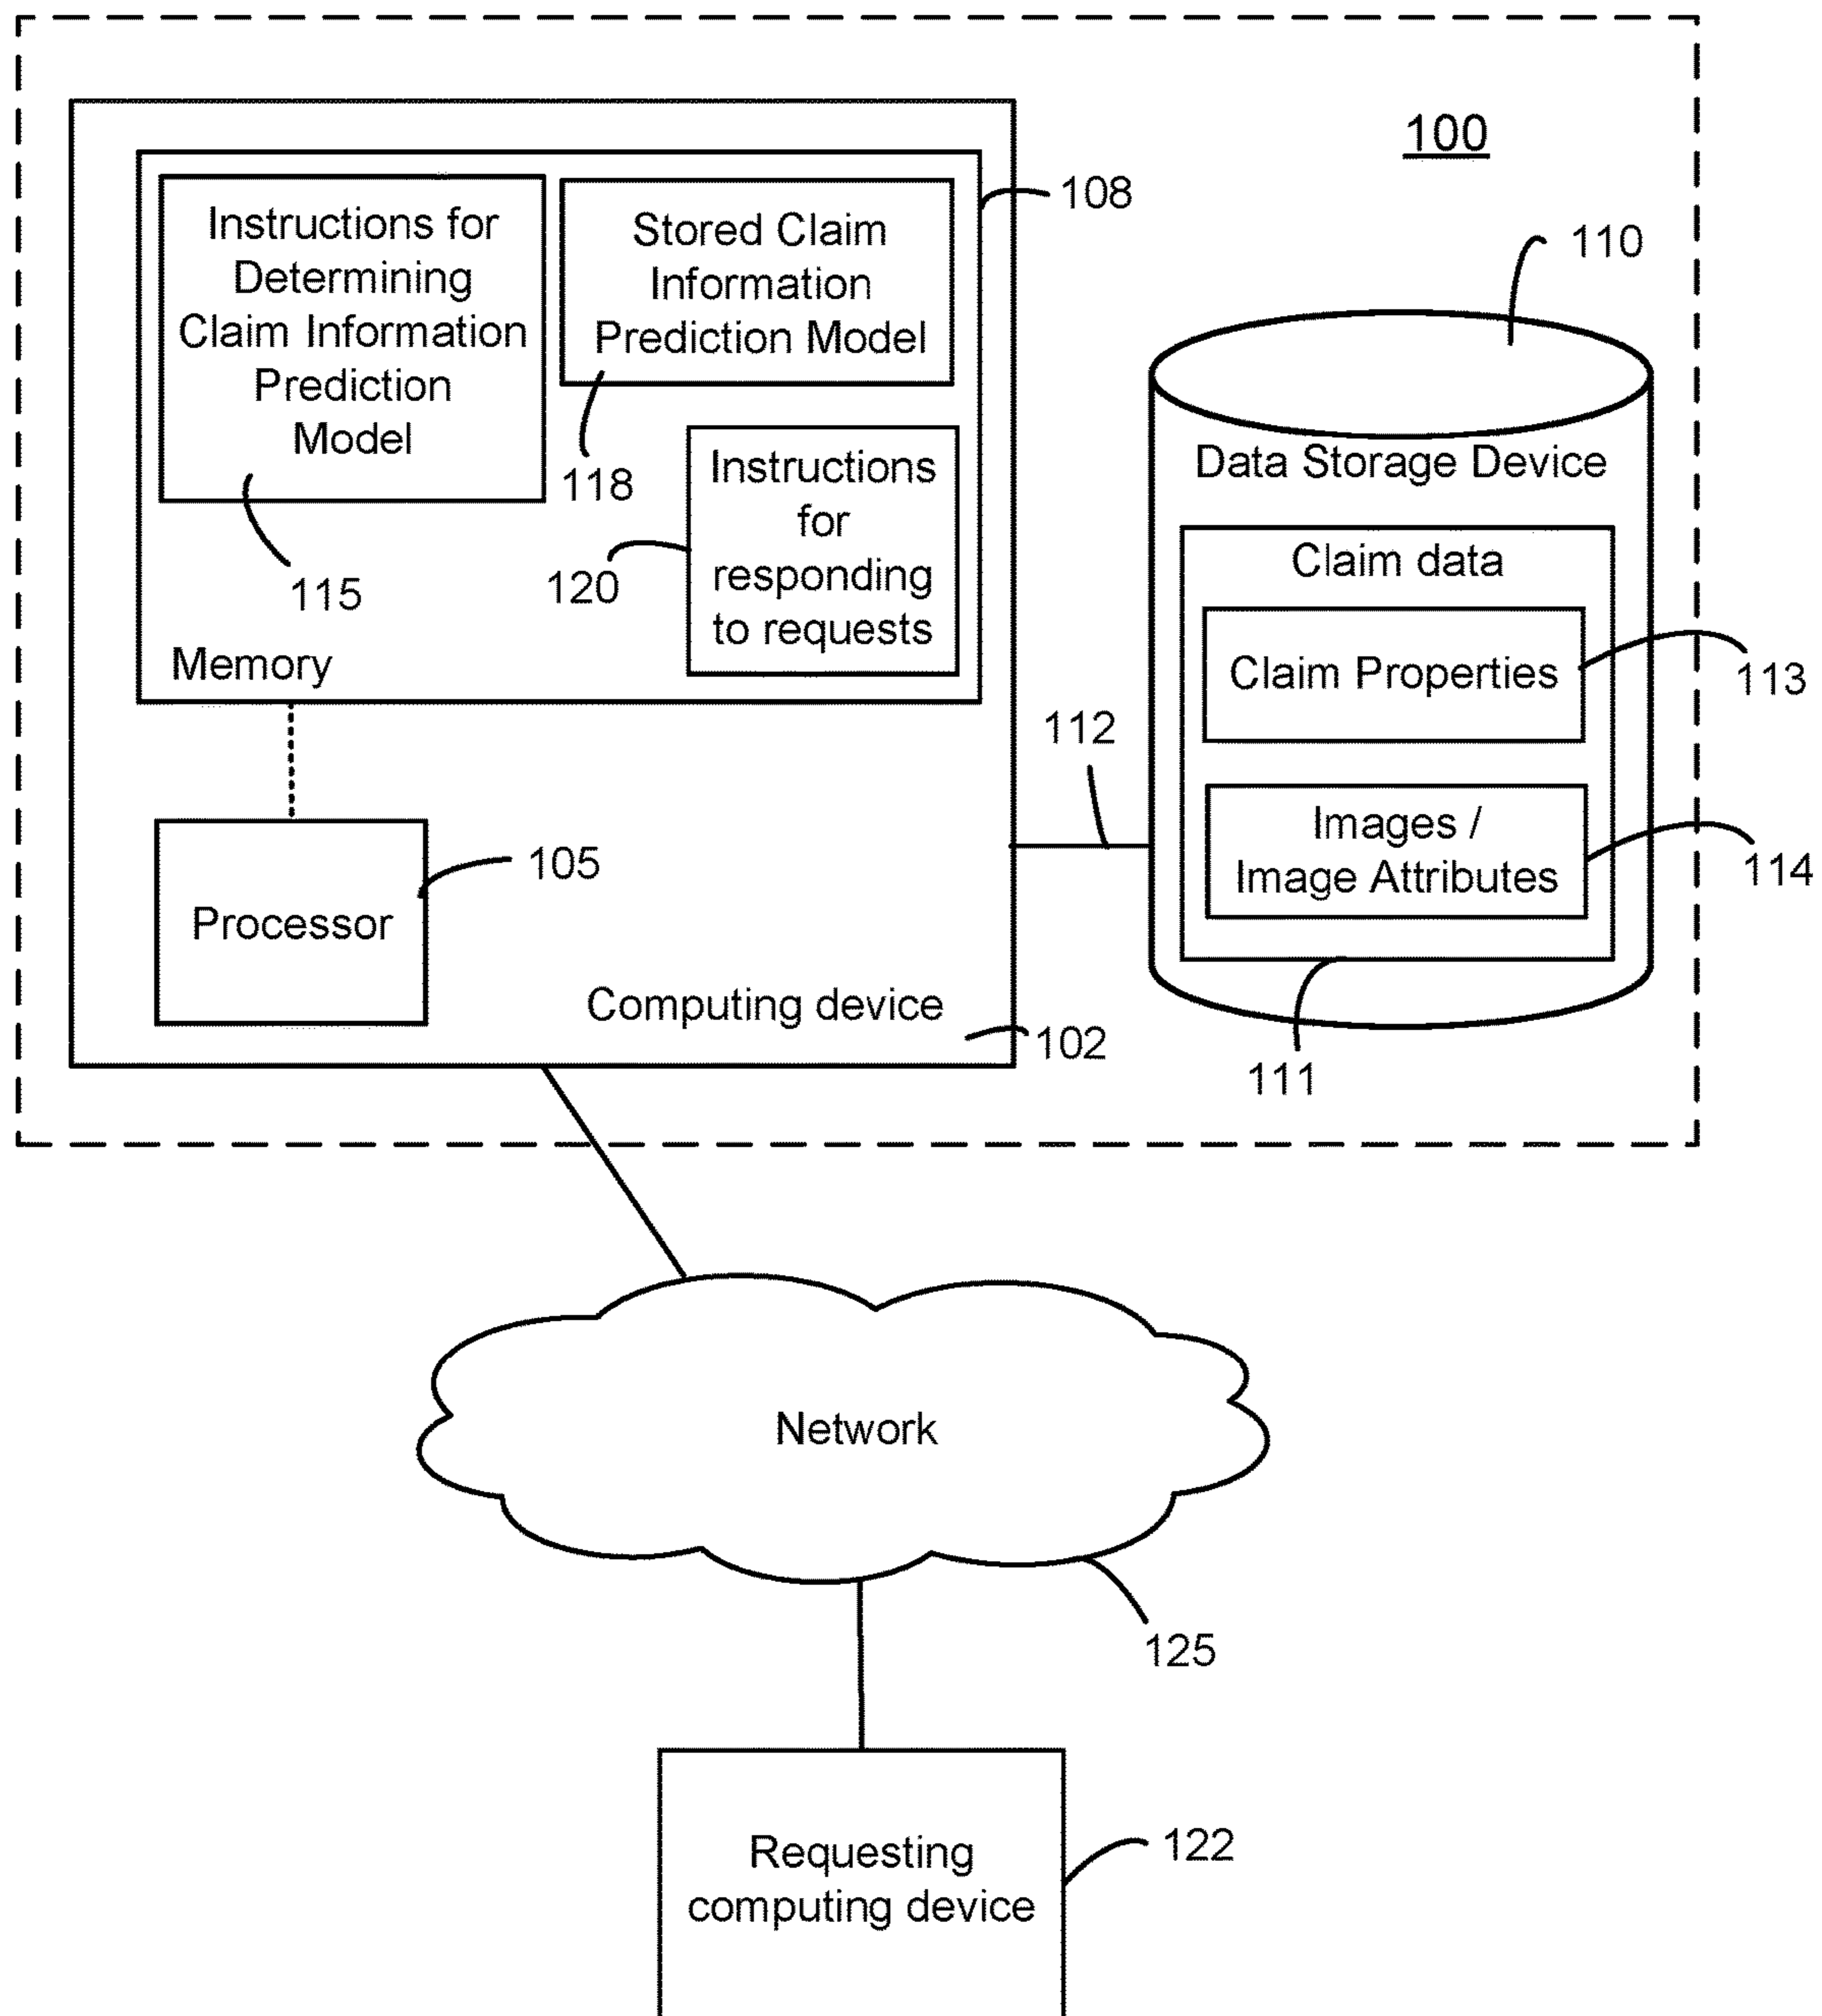 100
Instructions for
Determining
Claim Information
Prediction
Model
Stored Claim
Information
Prediction Model
108
110
118
115
120
Instructions
for
responding
to requests
Memory
Data Storage Device
Claim data
Claim Properties
113
112
Images /
Image Attributes
114
Processor
105
Computing device
102
111
Network
125
Requesting
computing device
122